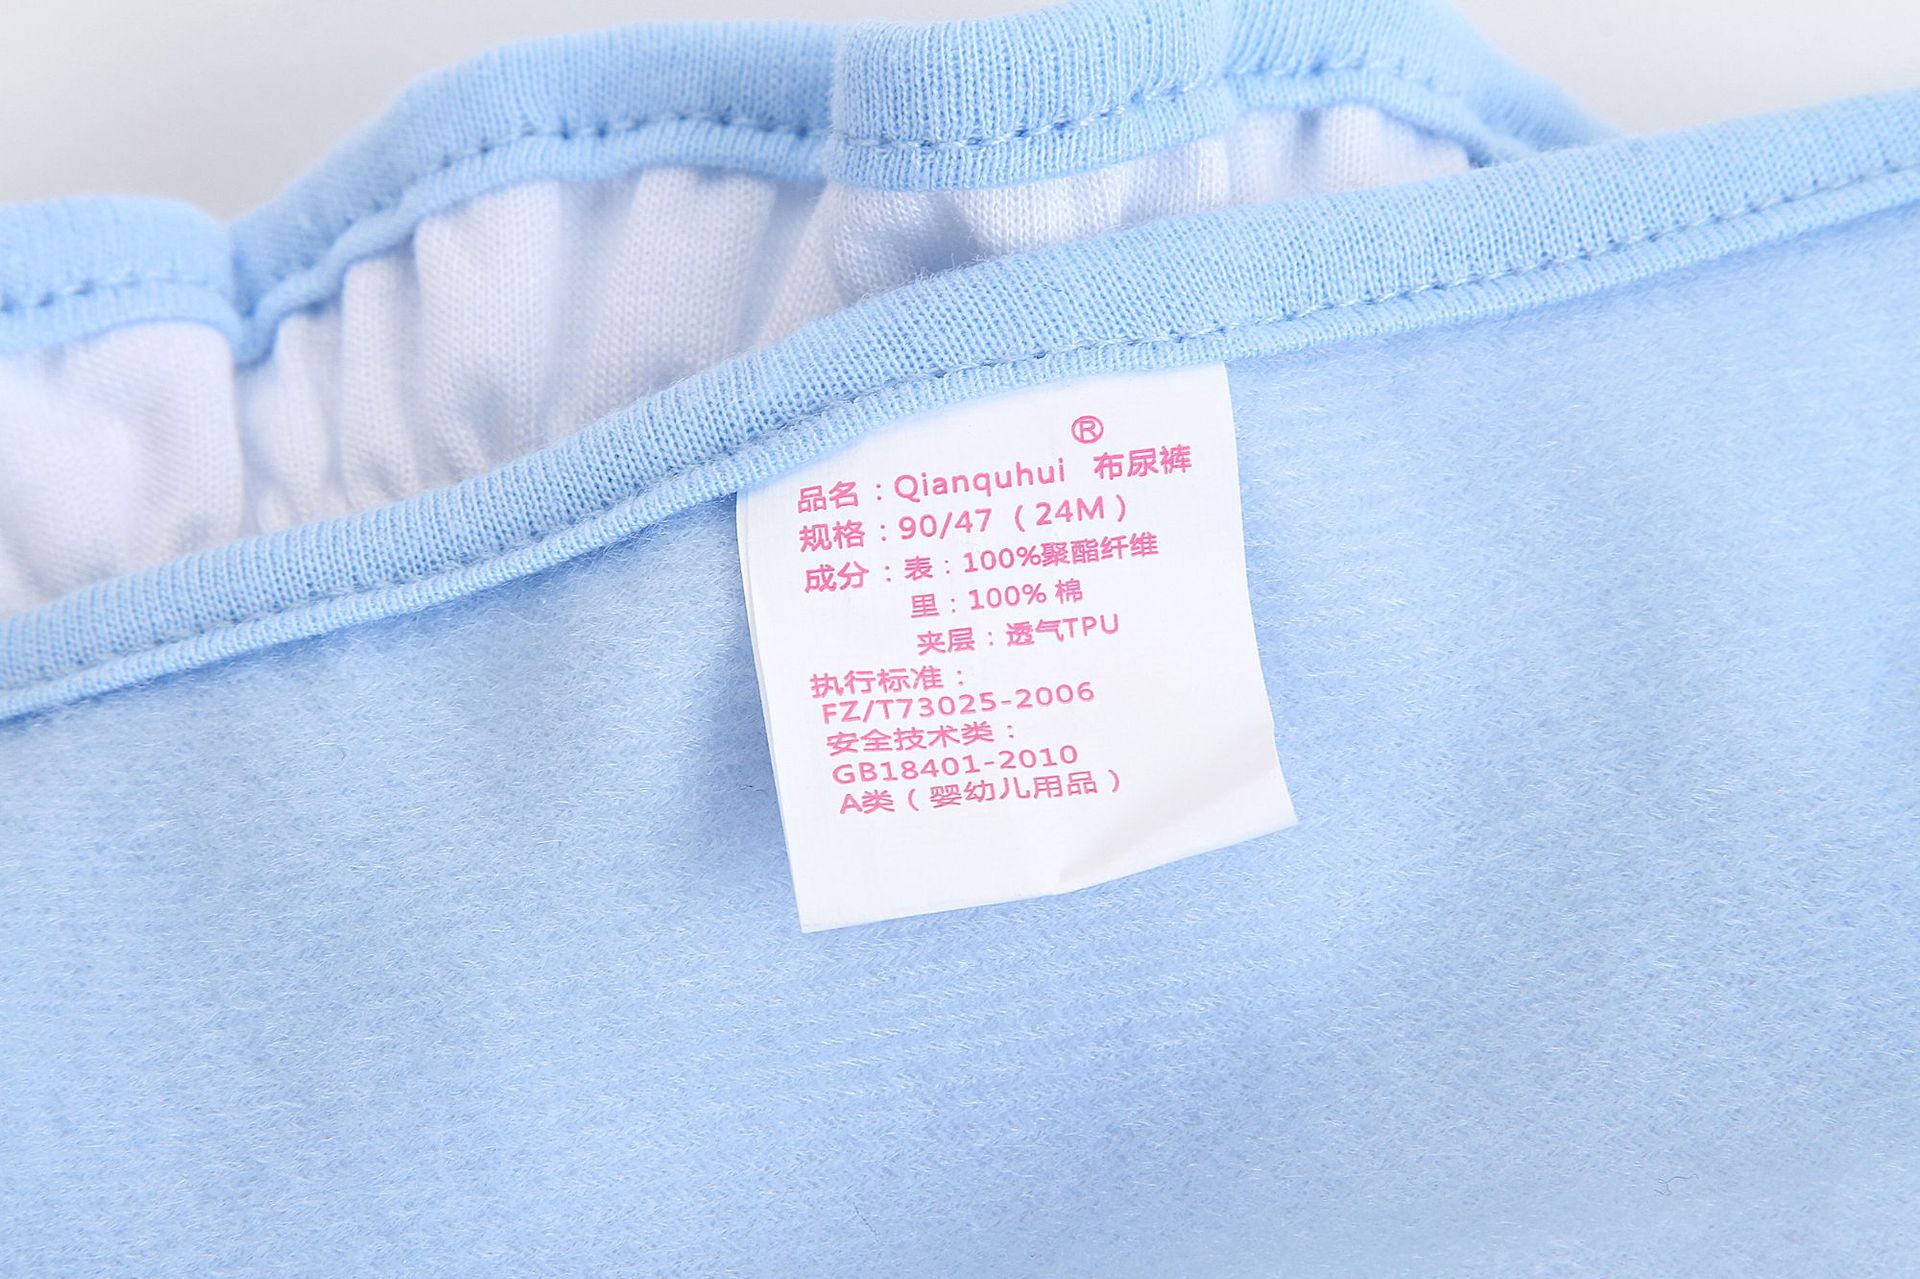 品名：Qianquhui® 布尿裤
规格：90/47（24M）
成分：表：100%聚酯纤维
里：100% 棉
夹层：透气TPU
执行标准：
FZ/T73025-2006
安全技术类：
GB18401-2010
A类（婴幼儿用品）